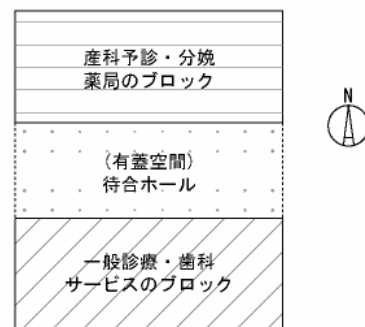 産科予診・分娩
薬局のブロック
N
(有蓋空間)
待合ホール
一般診療・歯科
サービスのブロック